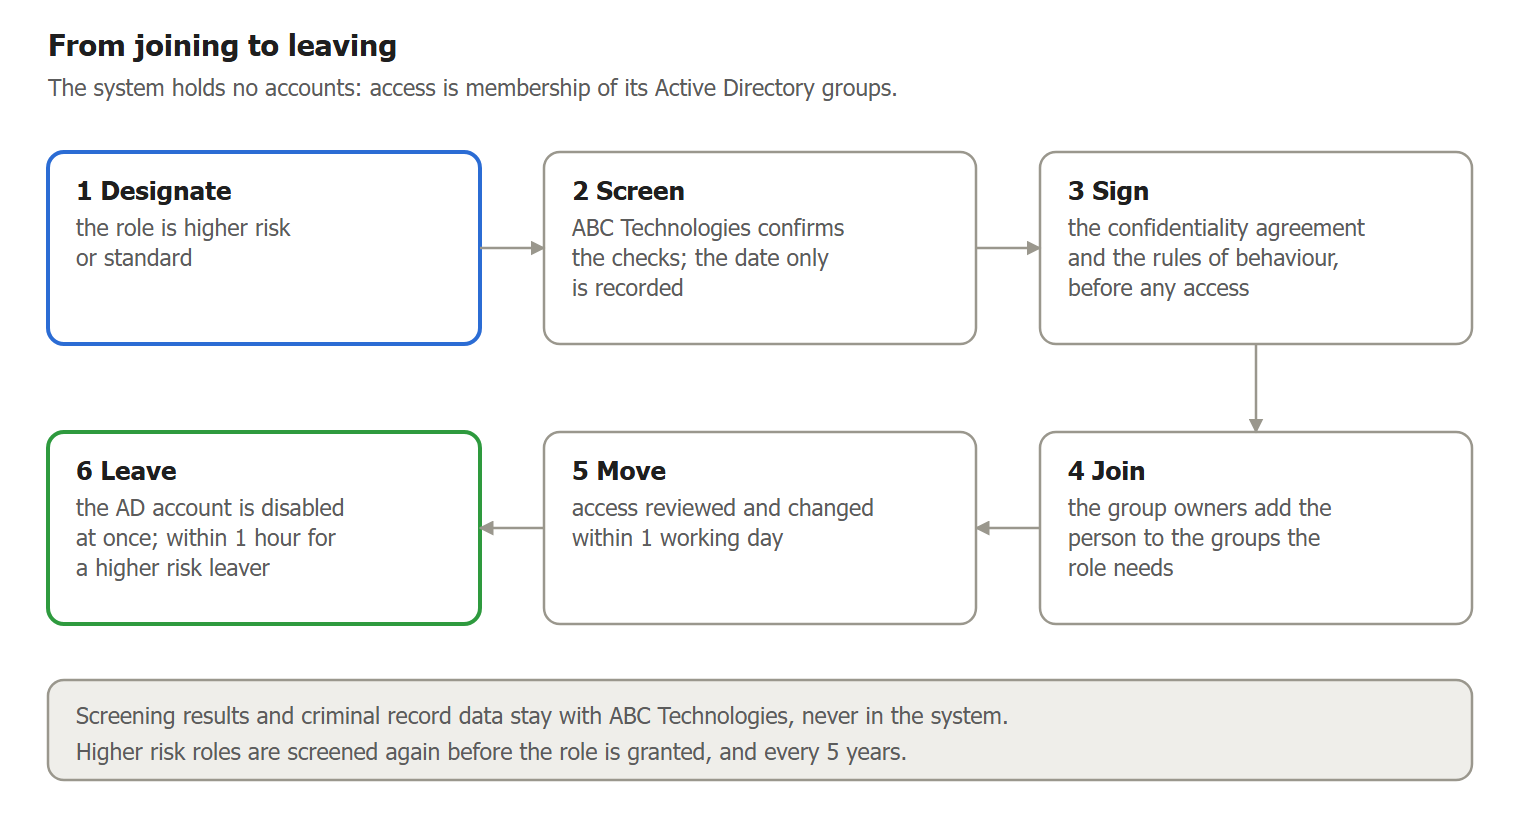 From joining to leaving
The system holds no accounts: access is membership of its Active Directory groups.
1 Designate
the role is higher risk
or standard
2 Screen
ABC Technologies confirms
the checks; the date only
is recorded
3 Sign
the confidentiality agreement
and the rules of behaviour,
before any access
4 Join
the group owners add the
person to the groups the
role needs
5 Move
access reviewed and changed
within 1 working day
6 Leave
the AD account is disabled
at once; within 1 hour for
a higher risk leaver
Screening results and criminal record data stay with ABC Technologies, never in the system.
Higher risk roles are screened again before the role is granted, and every 5 years.